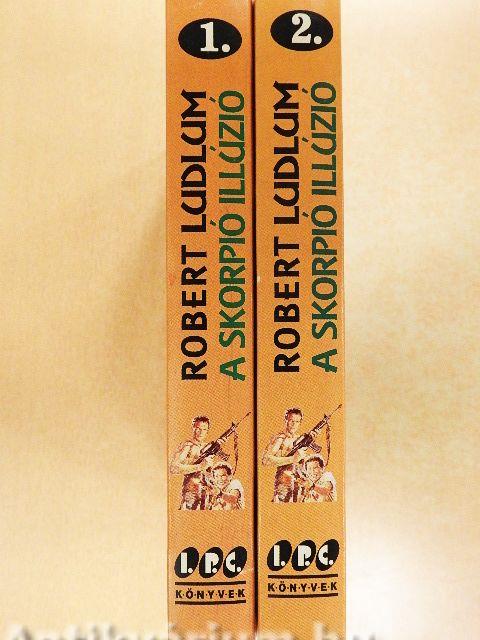 1.
ROBERT LUDLUM
A SKORPIÓ ILLÚZIÓ
I.P.C.
KÖNYVEK
2.
ROBERT LUDLUM
A SKORPIÓ ILLÚZIÓ
I.P.C.
KÖNYVEK